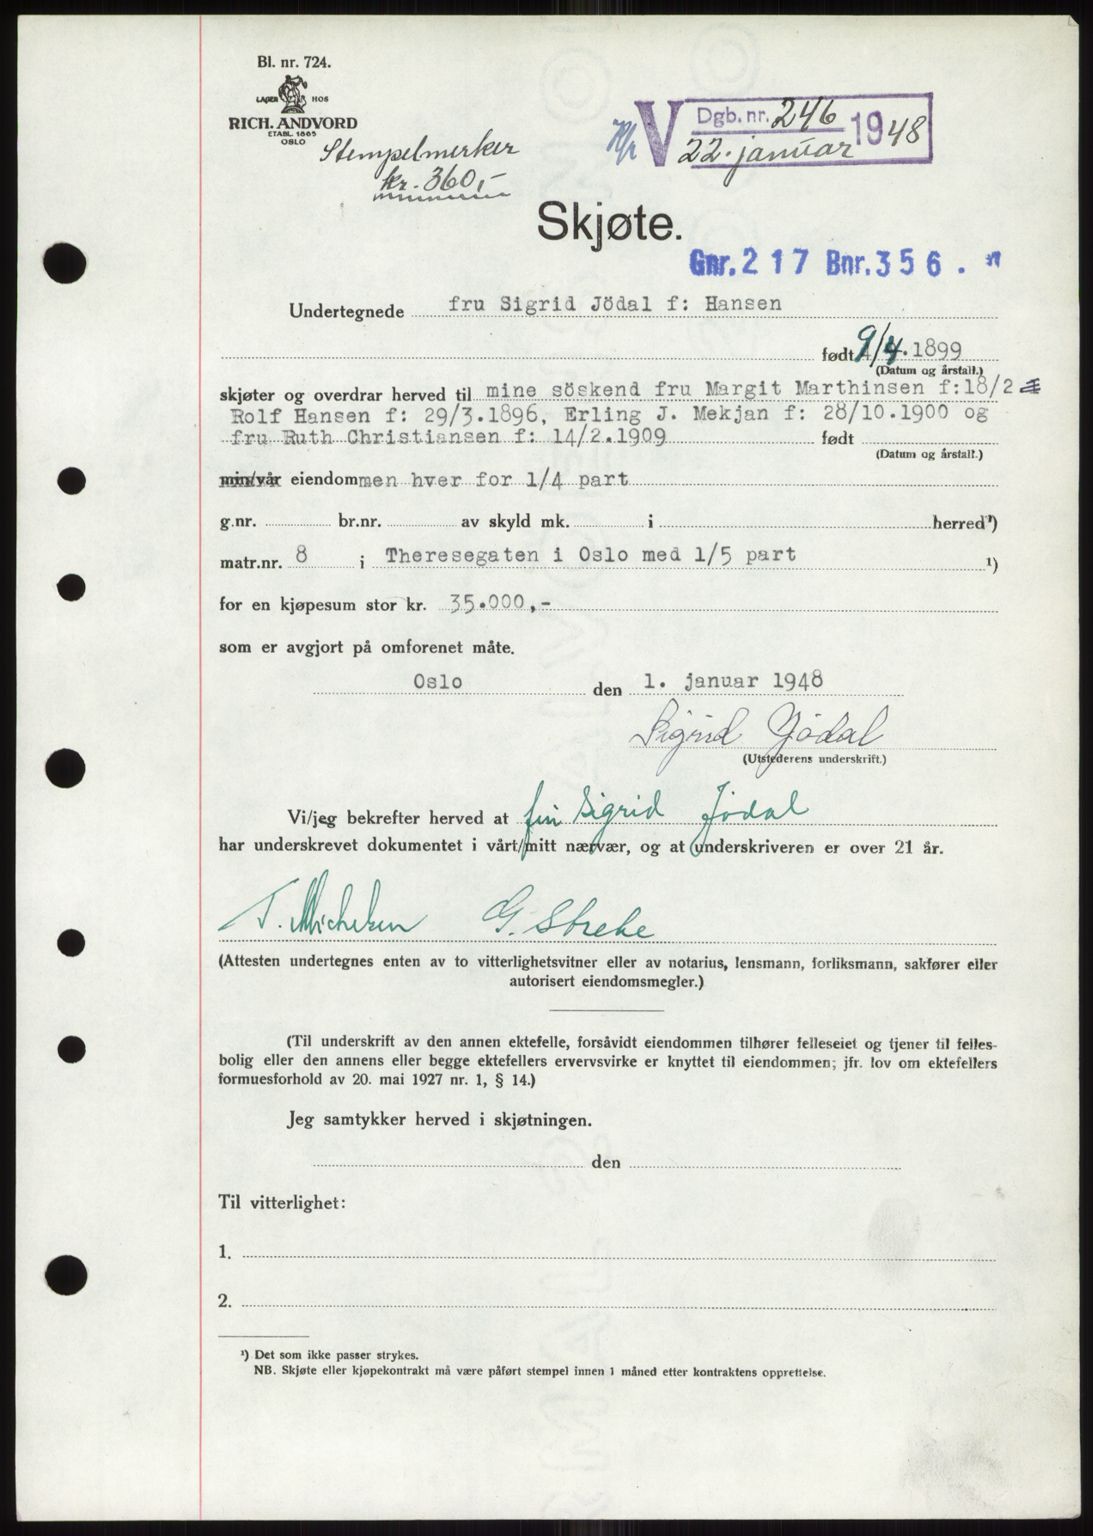 Bl. nr. 724.
LAGER HOS
RICH. ANDVORD
ETABL. 1865
OSLO
Stempelmerker
kr. 360,-
V Dgb. nr. 246 1948
22. januar
Skjøte.
Gnr. 217 Bnr. 356.
Undertegnede fru Sigrid Jödal f: Hansen
født 9/4.1899
(Datum og årstall.)
skjøter og overdrar herved til mine söskend fru Margit Marthinsen f:18/2
Rolf Hansen f: 29/3.1896, Erling J. Mekjan f: 28/10.1900 og
fru Ruth Christiansen f: 14/2.1909 født
(Datum og årstall.)
min/vår eiendommen hver for 1/4 part
g.nr. br.nr. av skyld mk. i herred¹)
matr.nr. 8 i Theresegaten i Oslo med 1/5 part ¹)
for en kjøpesum stor kr. 35.000,-
som er avgjort på omforenet måte.
Oslo den 1. januar 1948
Sigrid Jödal
(Utstederens underskrift.)
Vi/jeg bekrefter herved at fru Sigrid Jødal
har underskrevet dokumentet i vårt/mitt nærvær, og at underskriveren er over 21 år.
T. Michelsen G. Strebe
(Attesten undertegnes enten av to vitterlighetsvitner eller av notarius, lensmann, forliksmann, sakfører eller
autorisert eiendomsmegler.)
(Til underskrift av den annen ektefelle, forsåvidt eiendommen tilhører felleseiet og tjener til felles-
bolig eller den annens eller begge ektefellers ervervsvirke er knyttet til eiendommen; jfr. lov om ektefellers
formuesforhold av 20. mai 1927 nr. 1, § 14.)
Jeg samtykker herved i skjøtningen.
den
Til vitterlighet:
1.
2.
¹) Det som ikke passer strykes.
NB. Skjøte eller kjøpekontrakt må være påført stempel innen 1 måned etter kontraktens opprettelse.